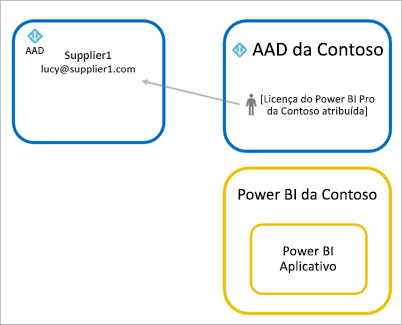 AAD
Supplier1
lucy@supplier1.com
AAD da Contoso
[Licença do Power BI Pro
da Contoso atribuída]
Power BI da Contoso
Power BI
Aplicativo